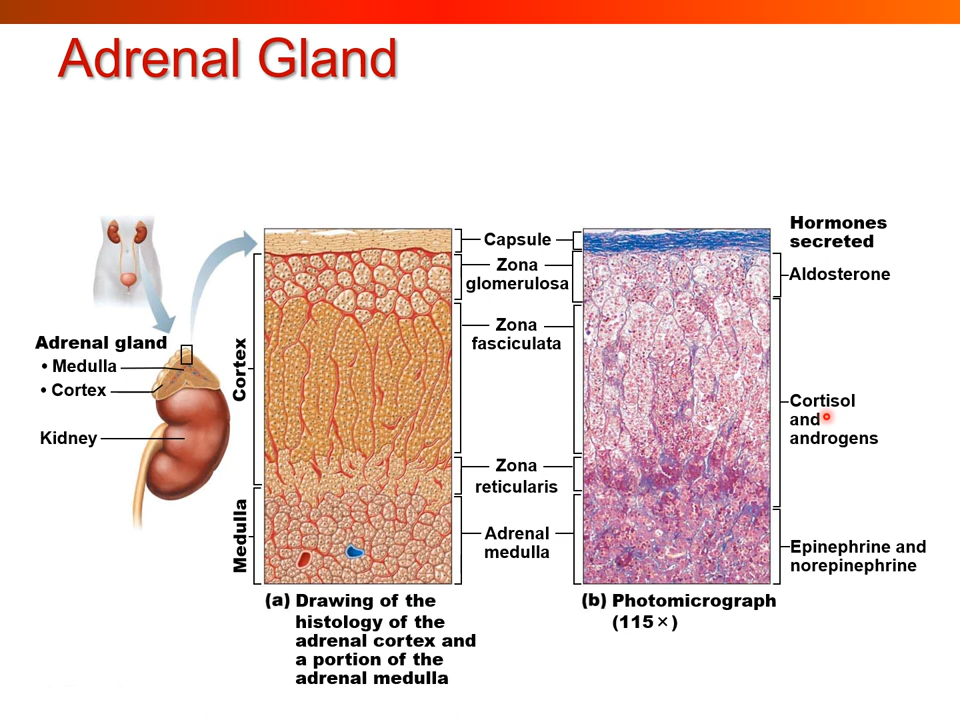 Adrenal Gland
Adrenal gland
• Medulla
• Cortex
Kidney
Cortex
Medulla
Capsule
Zona
glomerulosa
Zona
fasciculata
Zona
reticularis
Adrenal
medulla
Hormones
secreted
Aldosterone
Cortisol
and
androgens
Epinephrine and
norepinephrine
(a) Drawing of the
histology of the
adrenal cortex and
a portion of the
adrenal medulla
(b) Photomicrograph
(115×)